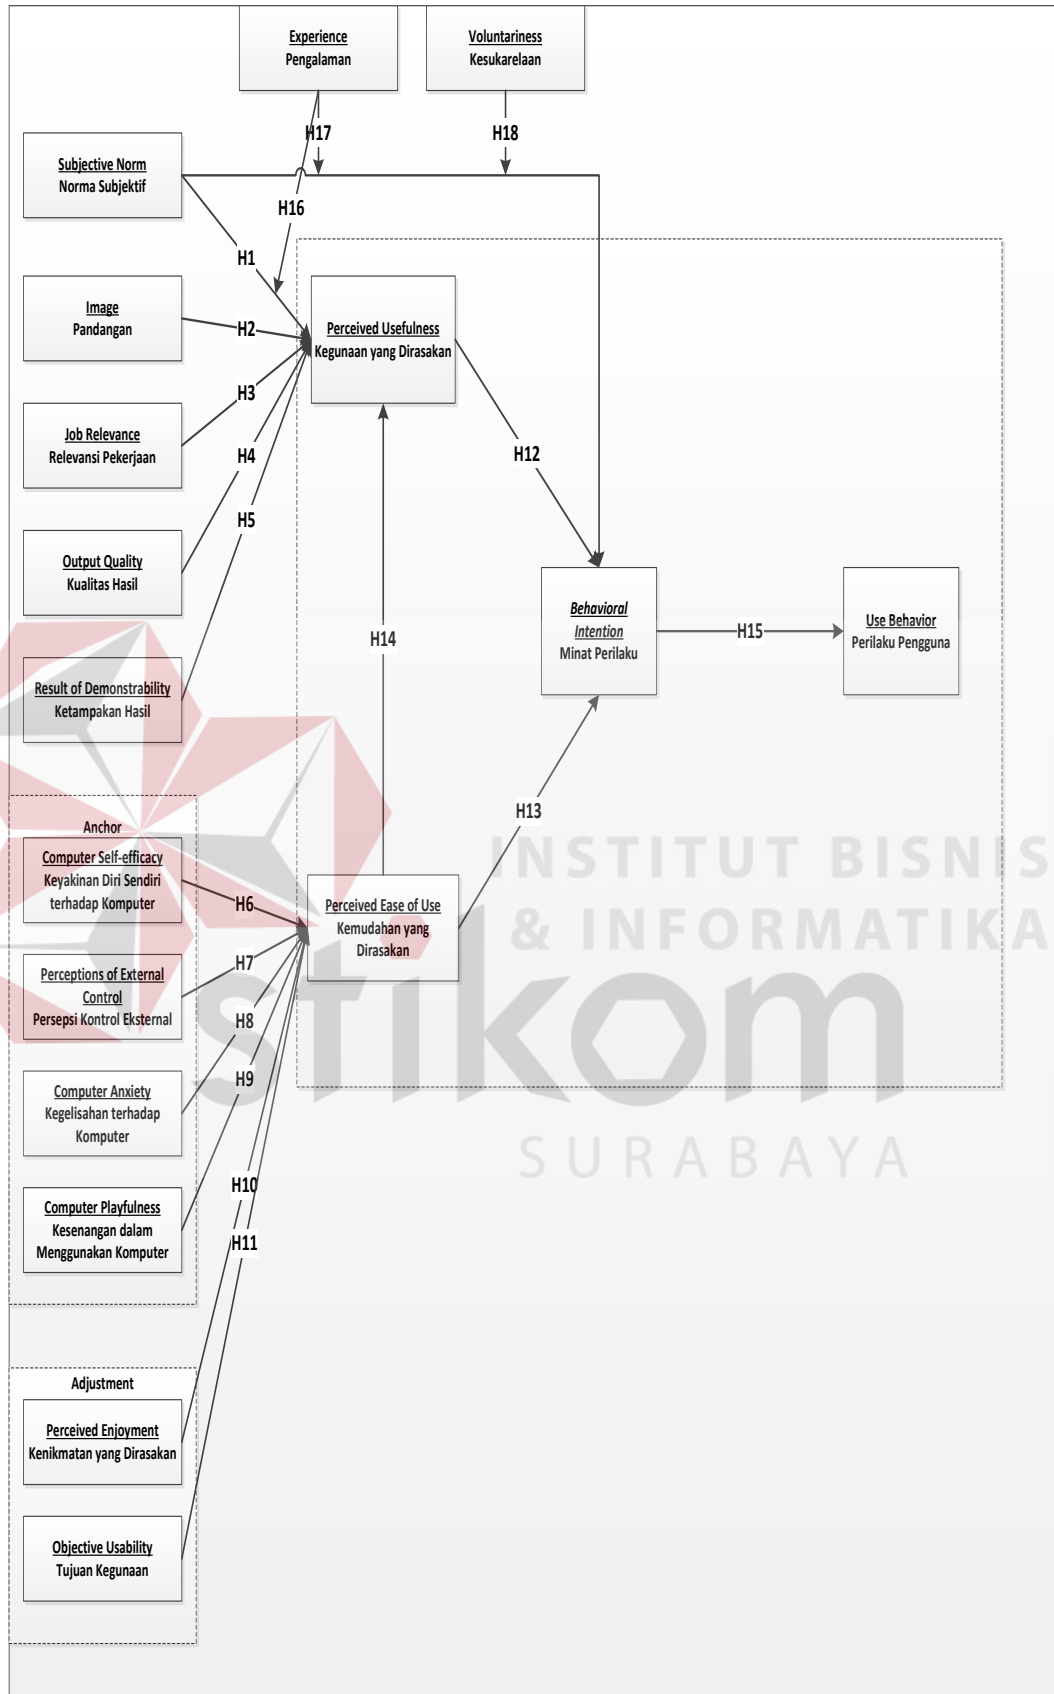 Experience
Pengalaman
Voluntariness
Kesukarelaan
H17
H18
Subjective Norm
Norma Subjektif
H16
H1
Image
Pandangan
H2
Perceived Usefulness
Kegunaan yang Dirasakan
H3
Job Relevance
Relevansi Pekerjaan
H4
H12
H5
Output Quality
Kualitas Hasil
Behavioral
Intention
Minat Perilaku
H15
Use Behavior
Perilaku Pengguna
H14
Result of Demonstrability
Ketampakan Hasil
H13
Anchor
Computer Self-efficacy
Keyakinan Diri Sendiri
terhadap Komputer
H6
Perceived Ease of Use
Kemudahan yang
Dirasakan
INSTITUT BISNIS
& INFORMATIKA
stikom
SURABAYA
H7
Perceptions of External
Control
Persepsi Kontrol Eksternal
H8
H9
Computer Anxiety
Kegelisahan terhadap
Komputer
H10
Computer Playfulness
Kesenangan dalam
Menggunakan Komputer
H11
Adjustment
Perceived Enjoyment
Kenikmatan yang Dirasakan
Objective Usability
Tujuan Kegunaan